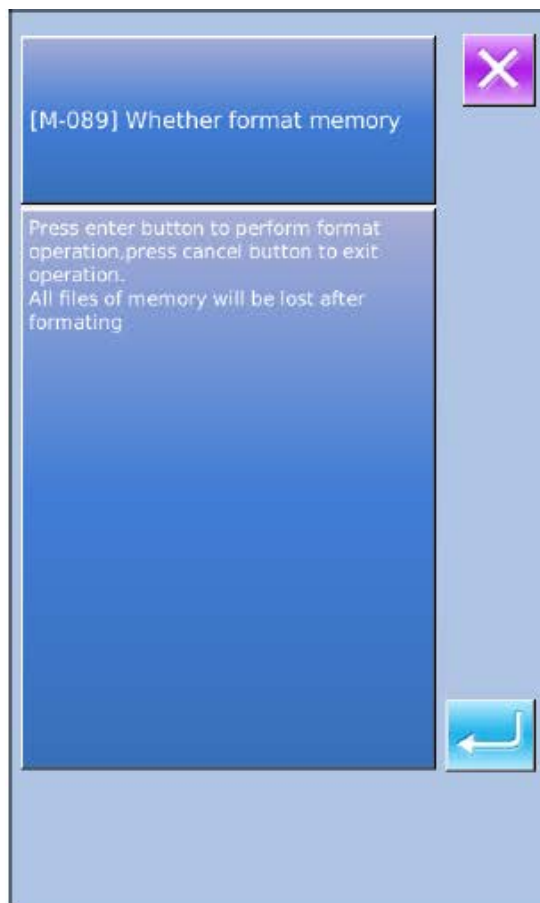 [M-089] Whether format memory
Press enter button to perform format
operation,press cancel button to exit
operation.
All files of memory will be lost after
formating